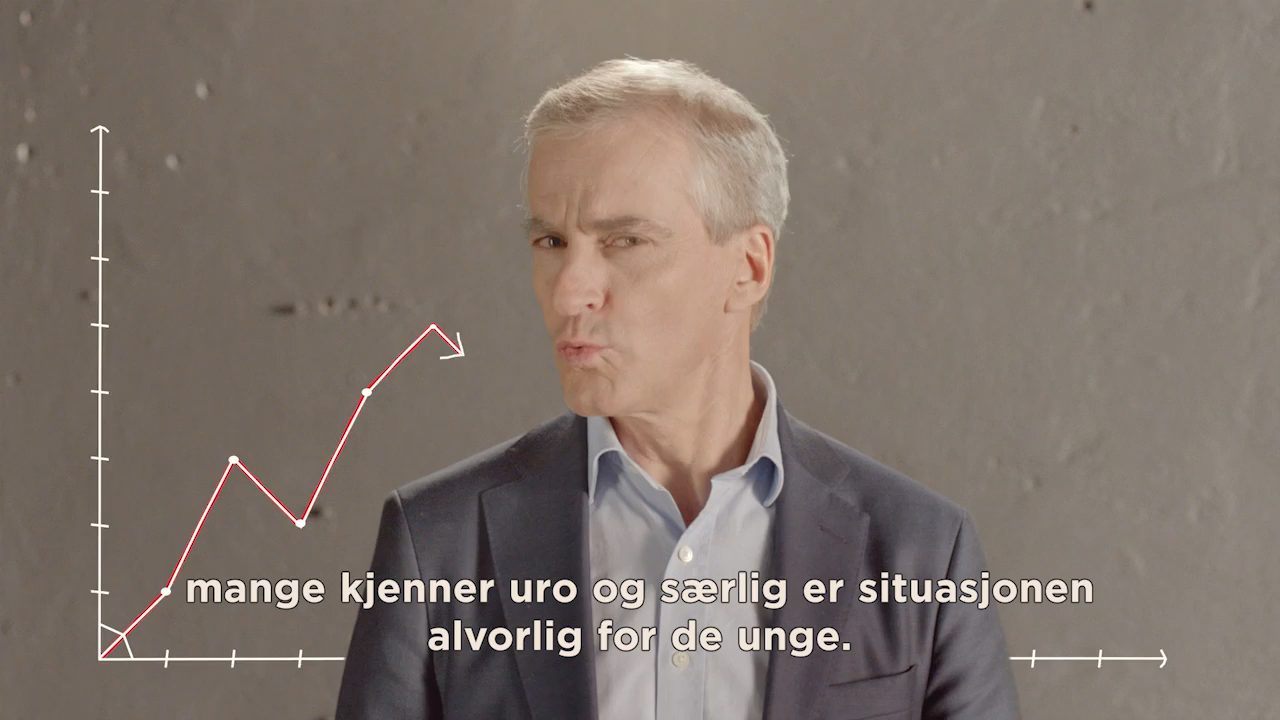 mange kjenner uro og særlig er situasjonen
alvorlig for de unge.